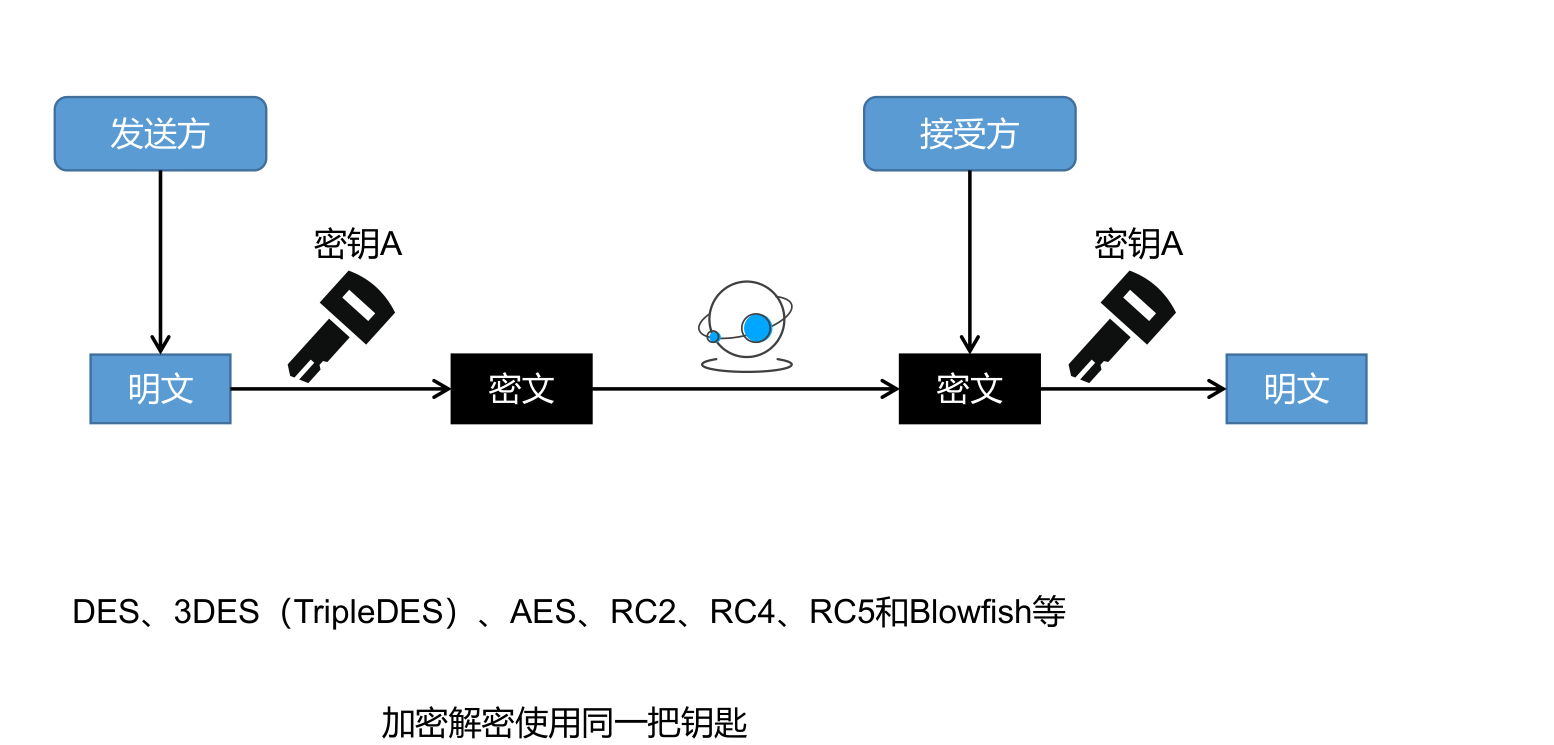 发送方
接受方
密钥A
密钥A
明文
密文
密文
明文
DES、3DES（TripleDES）、AES、RC2、RC4、RC5和Blowfish等
加密解密使用同一把钥匙